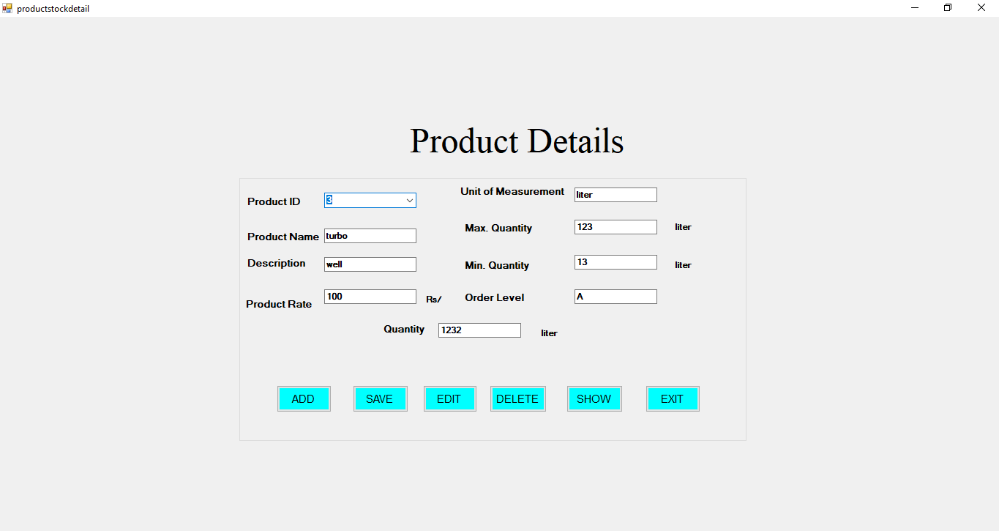 productstockdetail
Product Details
Product ID 3
Unit of Measurement liter
Product Name turbo
Max. Quantity 123 liter
Description well
Min. Quantity 13 liter
Product Rate 100 Rs/
Order Level A
Quantity 1232 liter
ADD SAVE EDIT DELETE SHOW EXIT